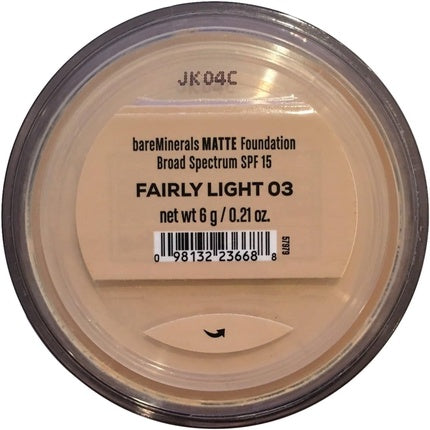 JK04C
bareMinerals MATTE Foundation
Broad Spectrum SPF 15
FAIRLY LIGHT 03
net wt 6 g / 0.21 oz.
57979
0 98132 23668 8